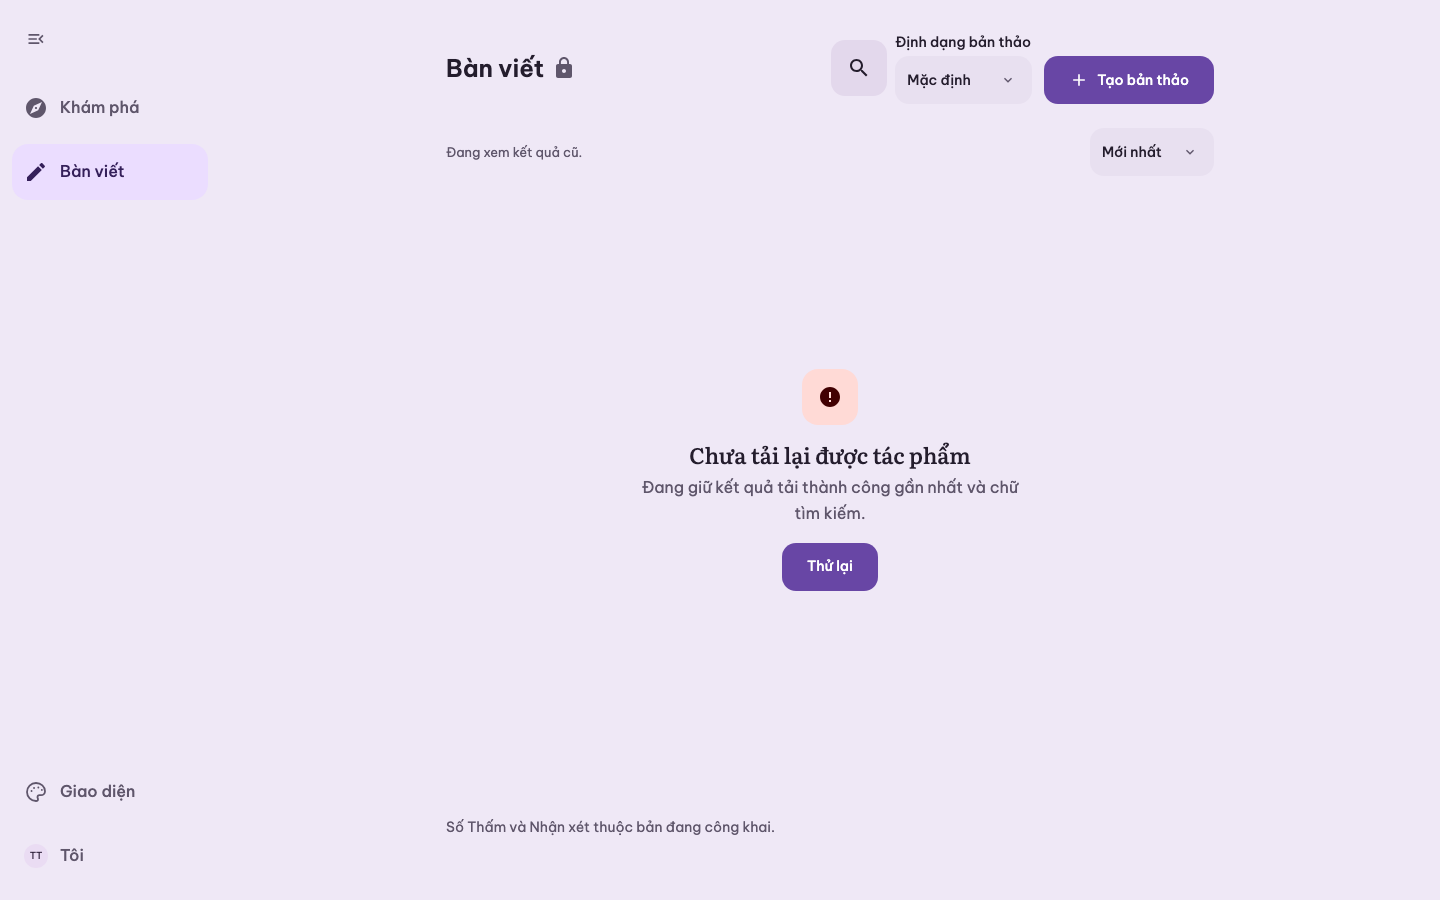 Khám phá
Bàn viết
Giao diện
TT
Tôi
Bàn viết
Định dạng bản thảo
Mặc định
Tạo bản thảo
Đang xem kết quả cũ.
Mới nhất
Chưa tải lại được tác phẩm
Đang giữ kết quả tải thành công gần nhất và chữ
tìm kiếm.
Thử lại
Số Thấm và Nhận xét thuộc bản đang công khai.